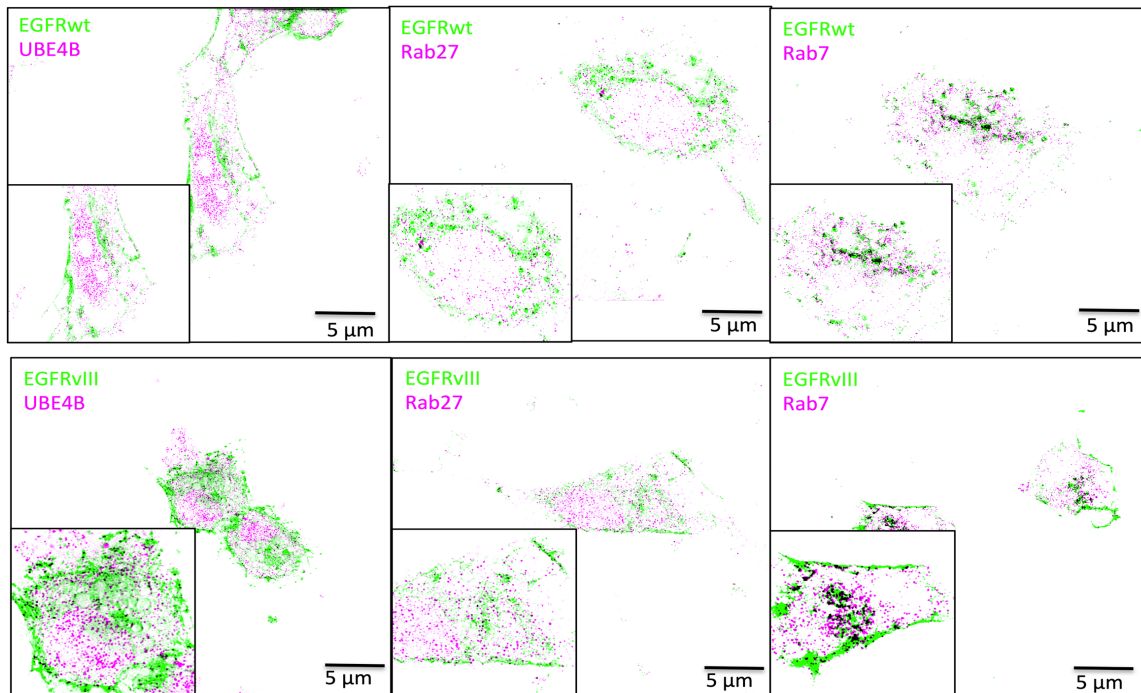 EGFRwt
UBE4B
5 µm
EGFRwt
Rab27
5 µm
EGFRwt
Rab7
5 µm
EGFRvIII
UBE4B
5 µm
EGFRvIII
Rab27
5 µm
EGFRvIII
Rab7
5 µm